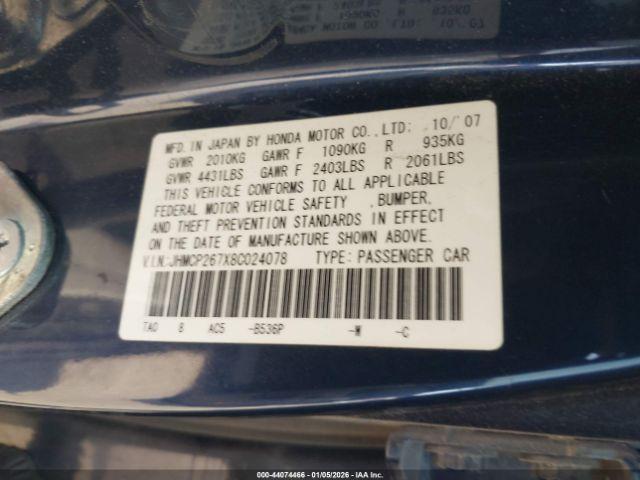 MFD. IN JAPAN BY HONDA MOTOR CO., LTD: 10/ 07
GVWR 2010KG GAWR F 1090KG R 935KG
GVWR 4431LBS GAWR F 2403LBS R 2061LBS
THIS VEHICLE CONFORMS TO ALL APPLICABLE
FEDERAL MOTOR VEHICLE SAFETY , BUMPER,
AND THEFT PREVENTION STANDARDS IN EFFECT
ON THE DATE OF MANUFACTURE SHOWN ABOVE.
V.I.N.:JHMCP267X8C024078 TYPE: PASSENGER CAR
TA0 8 AC5 -B536P -M -C
000-44074466 - 01/05/2026 - IAA Inc.